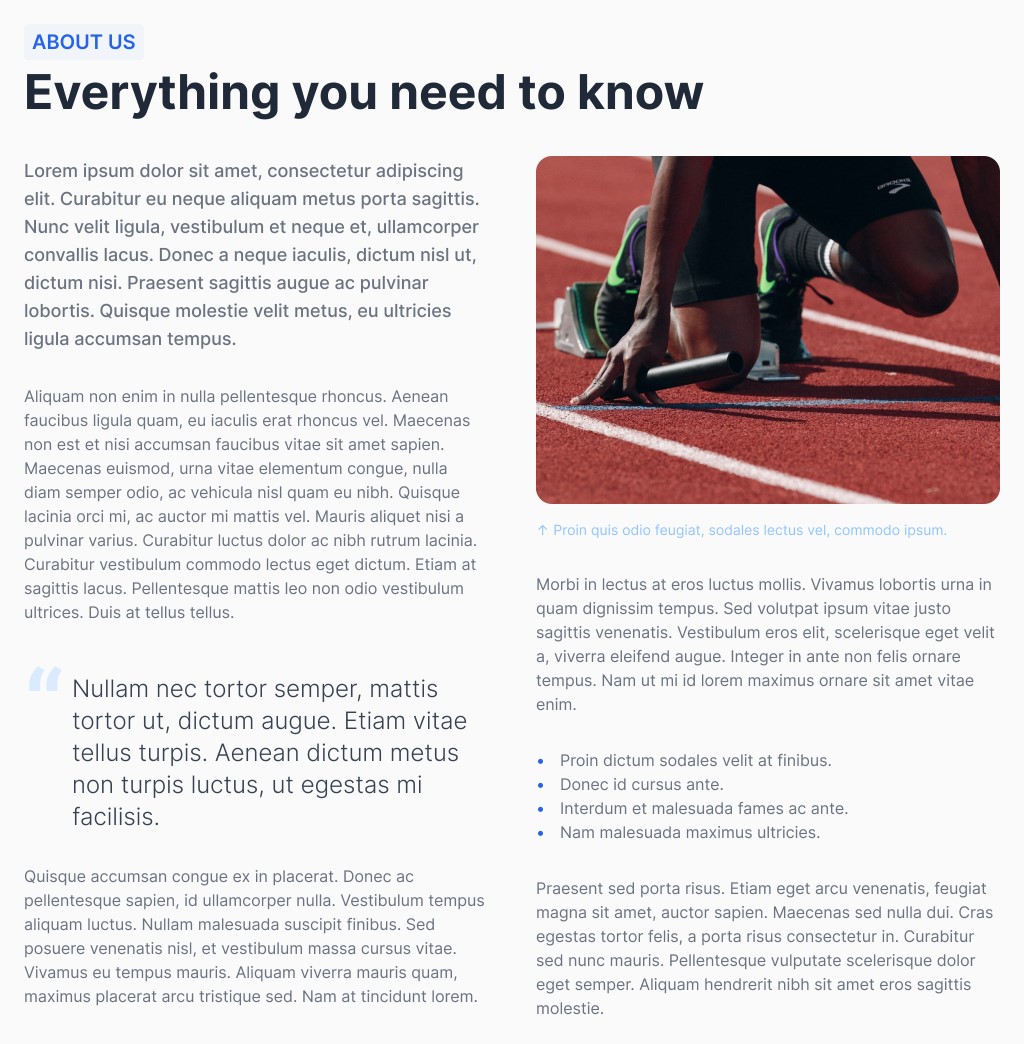 ABOUT US
Everything you need to know
Lorem ipsum dolor sit amet, consectetur adipiscing
elit. Curabitur eu neque aliquam metus porta sagittis.
Nunc velit ligula, vestibulum et neque et, ullamcorper
convallis lacus. Donec a neque iaculis, dictum nisl ut,
dictum nisi. Praesent sagittis augue ac pulvinar
lobortis. Quisque molestie velit metus, eu ultricies
ligula accumsan tempus.
Aliquam non enim in nulla pellentesque rhoncus. Aenean
faucibus ligula quam, eu iaculis erat rhoncus vel. Maecenas
non est et nisi accumsan faucibus vitae sit amet sapien.
Maecenas euismod, urna vitae elementum congue, nulla
diam semper odio, ac vehicula nisl quam eu nibh. Quisque
lacinia orci mi, ac auctor mi mattis vel. Mauris aliquet nisi a
pulvinar varius. Curabitur luctus dolor ac nibh rutrum lacinia.
Curabitur vestibulum commodo lectus eget dictum. Etiam at
sagittis lacus. Pellentesque mattis leo non odio vestibulum
ultrices. Duis at tellus tellus.
“ Nullam nec tortor semper, mattis
tortor ut, dictum augue. Etiam vitae
tellus turpis. Aenean dictum metus
non turpis luctus, ut egestas mi
facilisis.
Quisque accumsan congue ex in placerat. Donec ac
pellentesque sapien, id ullamcorper nulla. Vestibulum tempus
aliquam luctus. Nullam malesuada suscipit finibus. Sed
posuere venenatis nisl, et vestibulum massa cursus vitae.
Vivamus eu tempus mauris. Aliquam viverra mauris quam,
maximus placerat arcu tristique sed. Nam at tincidunt lorem.
BROOKS
↑ Proin quis odio feugiat, sodales lectus vel, commodo ipsum.
Morbi in lectus at eros luctus mollis. Vivamus lobortis urna in
quam dignissim tempus. Sed volutpat ipsum vitae justo
sagittis venenatis. Vestibulum eros elit, scelerisque eget velit
a, viverra eleifend augue. Integer in ante non felis ornare
tempus. Nam ut mi id lorem maximus ornare sit amet vitae
enim.
• Proin dictum sodales velit at finibus.
• Donec id cursus ante.
• Interdum et malesuada fames ac ante.
• Nam malesuada maximus ultricies.
Praesent sed porta risus. Etiam eget arcu venenatis, feugiat
magna sit amet, auctor sapien. Maecenas sed nulla dui. Cras
egestas tortor felis, a porta risus consectetur in. Curabitur
sed nunc mauris. Pellentesque vulputate scelerisque dolor
eget semper. Aliquam hendrerit nibh sit amet eros sagittis
molestie.